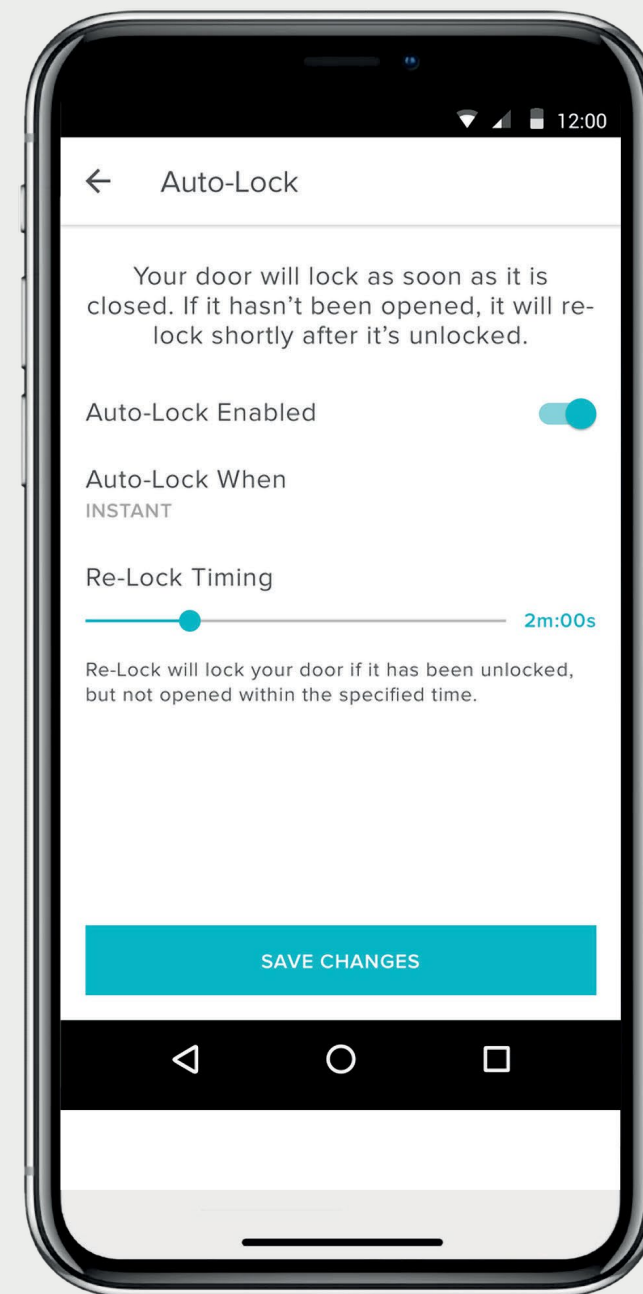 12:00
Auto-Lock
Your door will lock as soon as it is
closed. If it hasn’t been opened, it will re-
lock shortly after it’s unlocked.
Auto-Lock Enabled
Auto-Lock When
INSTANT
Re-Lock Timing
2m:00s
Re-Lock will lock your door if it has been unlocked,
but not opened within the specified time.
SAVE CHANGES